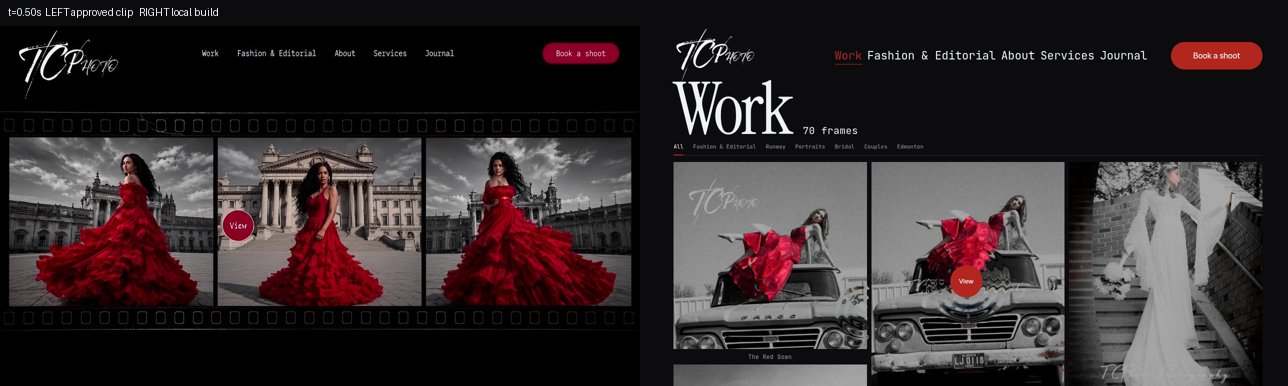 t=0.50s LEFT approved clip RIGHT local build
TCPHOTO
Work Fashion & Editorial About Services Journal
Book a shoot
View
TCPHOTO
Work Fashion & Editorial About Services Journal
Book a shoot
Work 70 frames
All Fashion & Editorial Runway Portraits Bridal Couples Edmonton
TCPHOTO
View
DODGE
LJ0118
The Red Gown